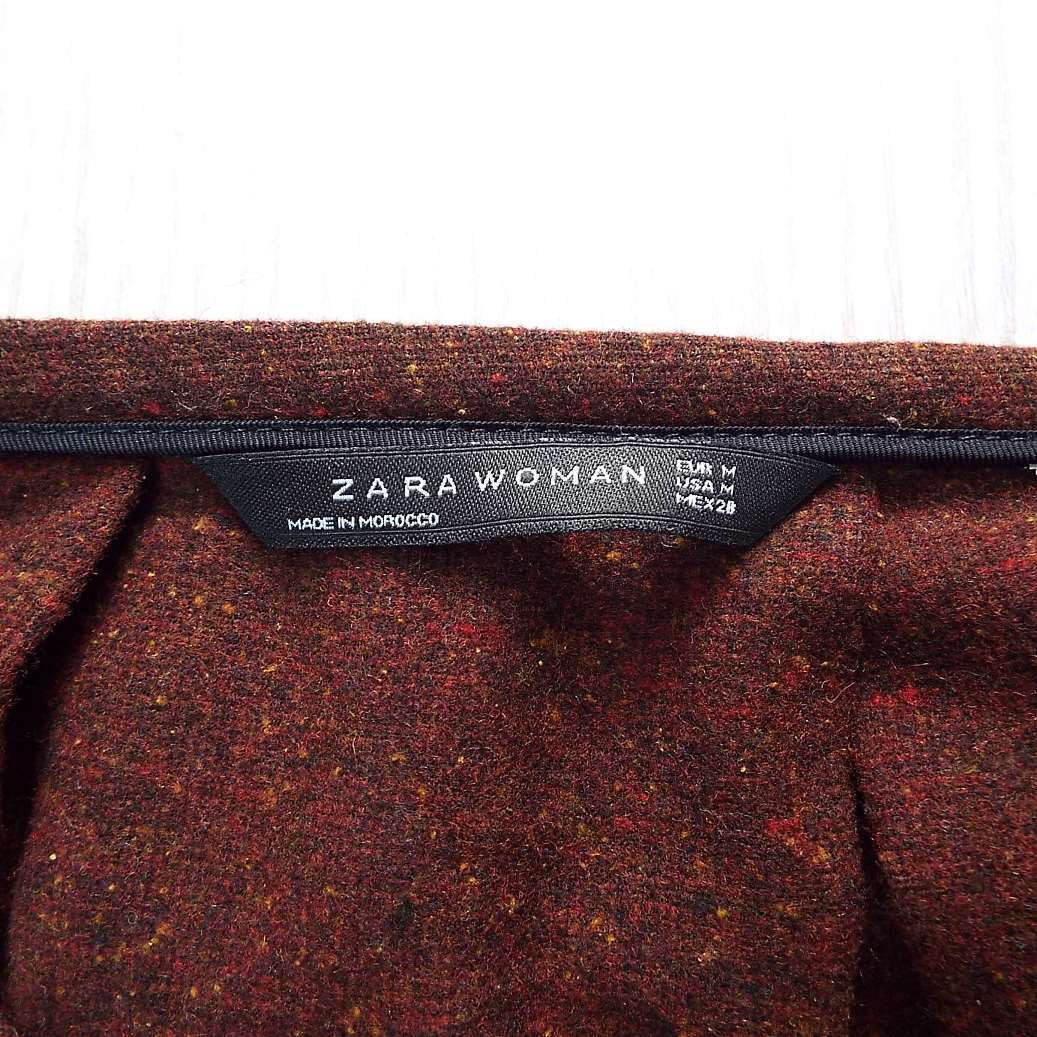 ZARA WOMAN
EUR M
USA M
MEX 28
MADE IN MOROCCO